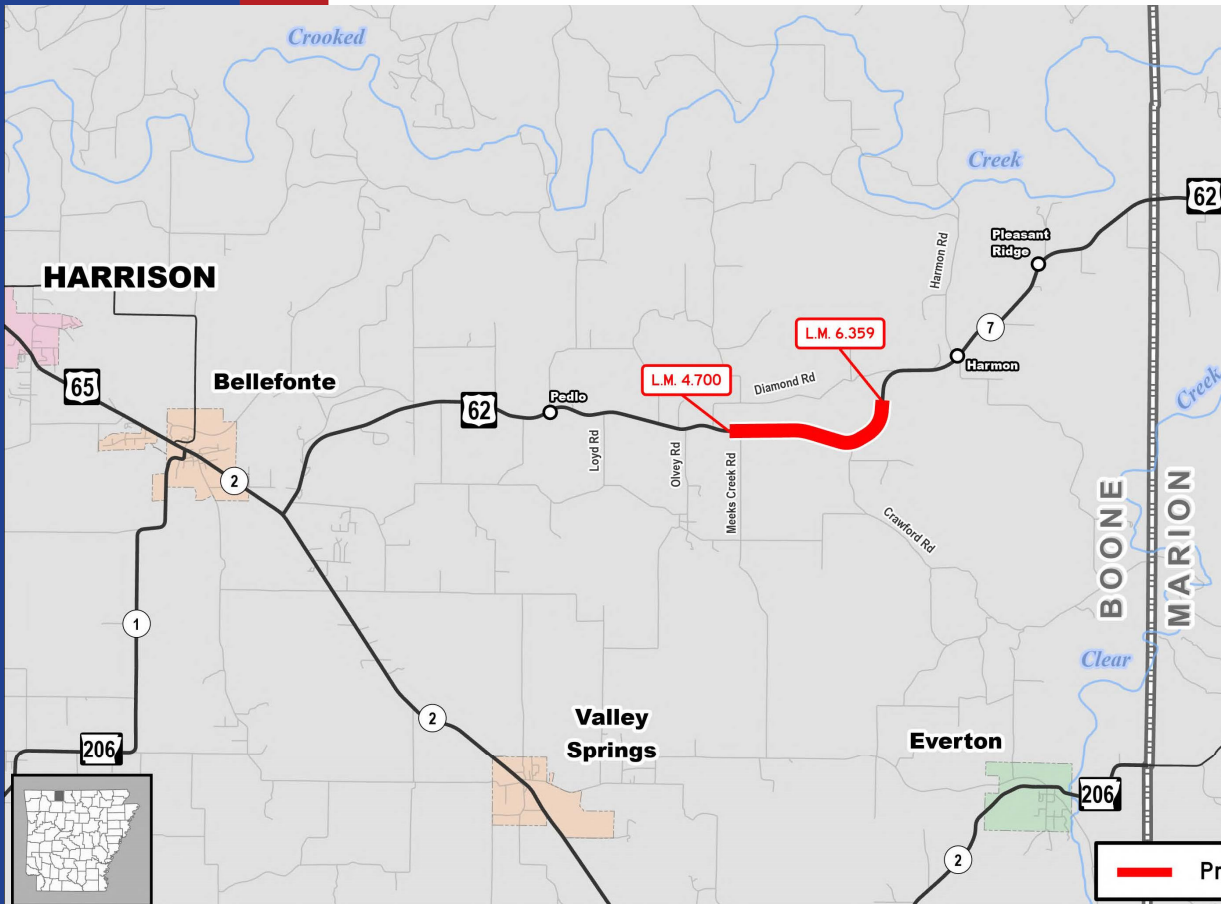 Crooked
Creek
62
Pleasant
Ridge
Harmon Rd
HARRISON
7
L.M. 6.359
Harmon
65
Bellefonte
L.M. 4.700
Diamond Rd
Creek
62
Pedlo
Loyd Rd
Olvey Rd
Meeks Creek Rd
2
Crawford Rd
BOONE
MARION
1
Clear
2
Valley
Springs
Everton
206
206
2
Pr